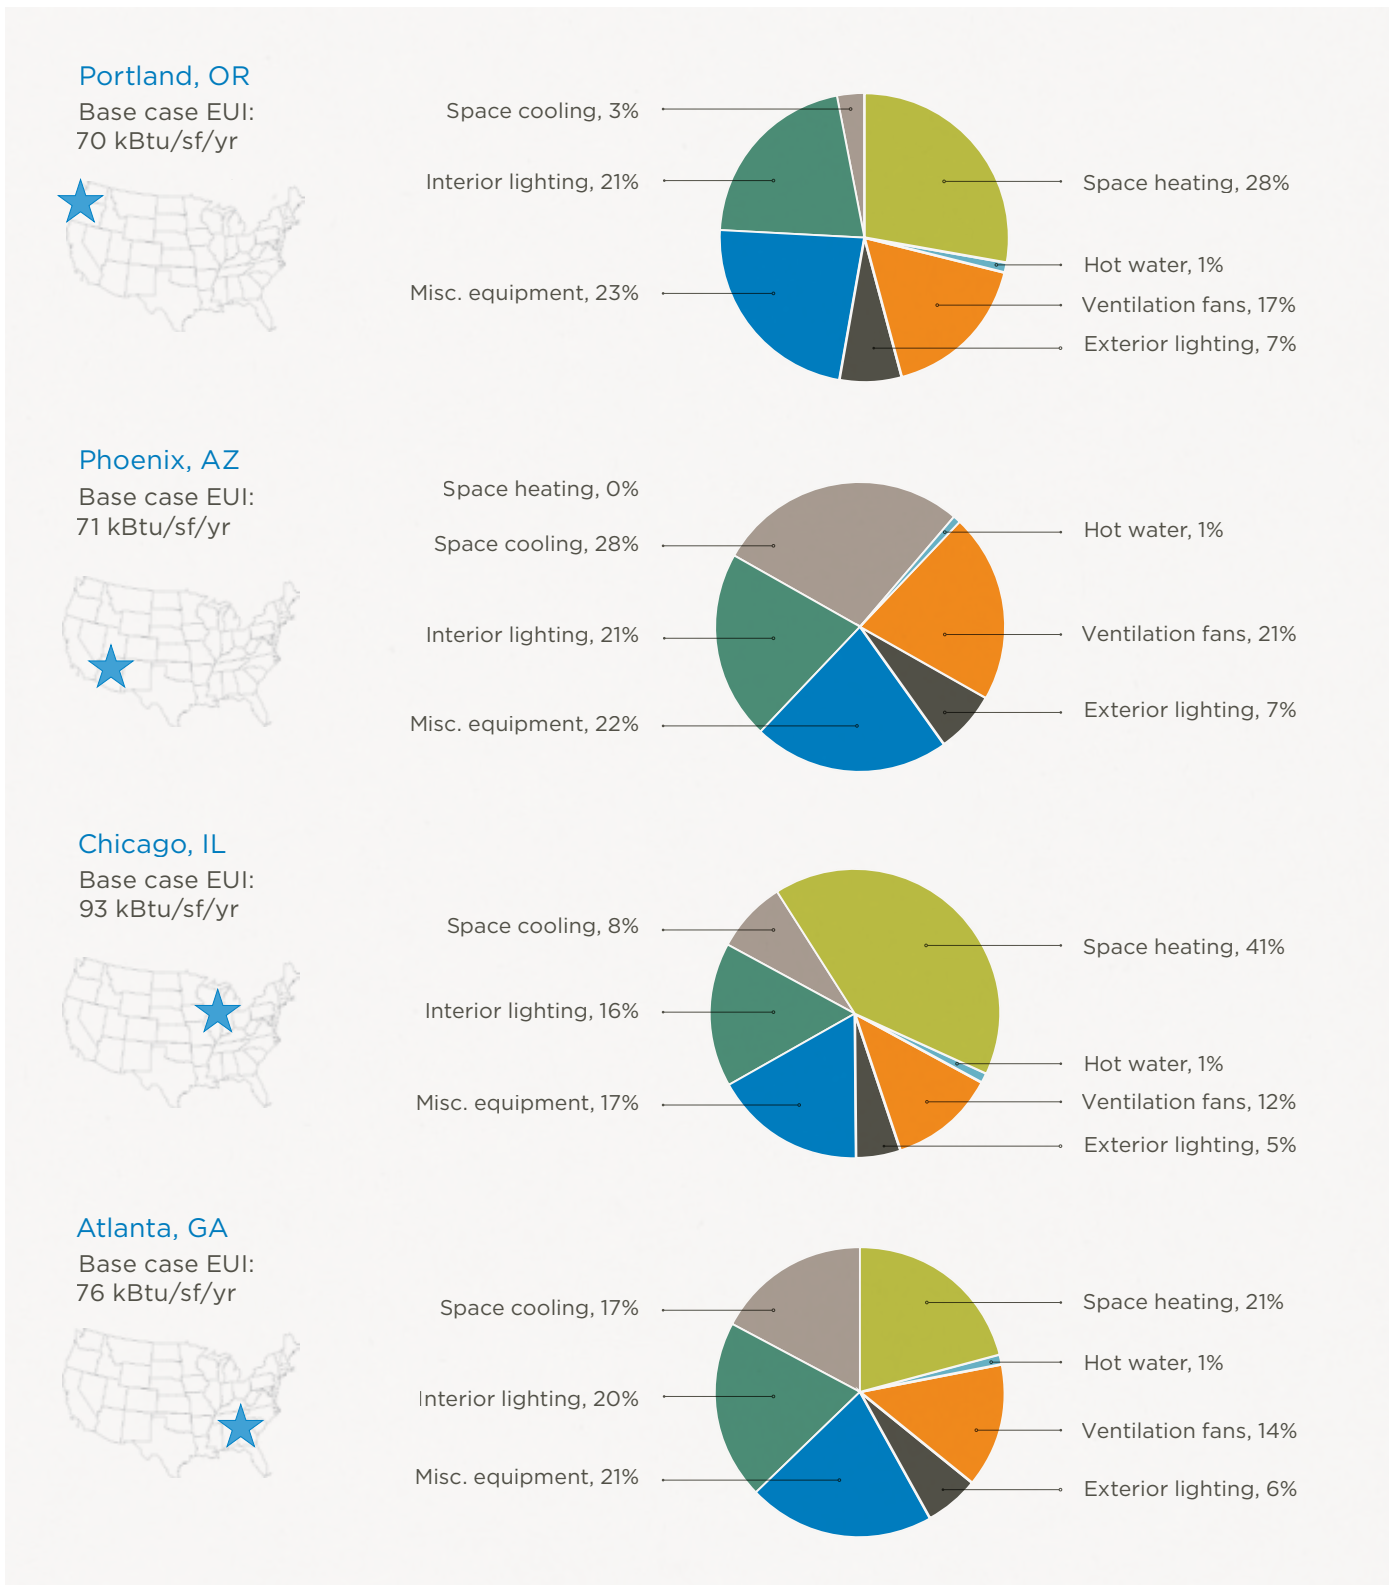 Portland, OR
Base case EUI:
70 kBtu/sf/yr
Space cooling, 3%
Interior lighting, 21%
Misc. equipment, 23%
Space heating, 28%
Hot water, 1%
Ventilation fans, 17%
Exterior lighting, 7%
Phoenix, AZ
Base case EUI:
71 kBtu/sf/yr
Space heating, 0%
Space cooling, 28%
Interior lighting, 21%
Misc. equipment, 22%
Hot water, 1%
Ventilation fans, 21%
Exterior lighting, 7%
Chicago, IL
Base case EUI:
93 kBtu/sf/yr
Space cooling, 8%
Interior lighting, 16%
Misc. equipment, 17%
Space heating, 41%
Hot water, 1%
Ventilation fans, 12%
Exterior lighting, 5%
Atlanta, GA
Base case EUI:
76 kBtu/sf/yr
Space cooling, 17%
Interior lighting, 20%
Misc. equipment, 21%
Space heating, 21%
Hot water, 1%
Ventilation fans, 14%
Exterior lighting, 6%